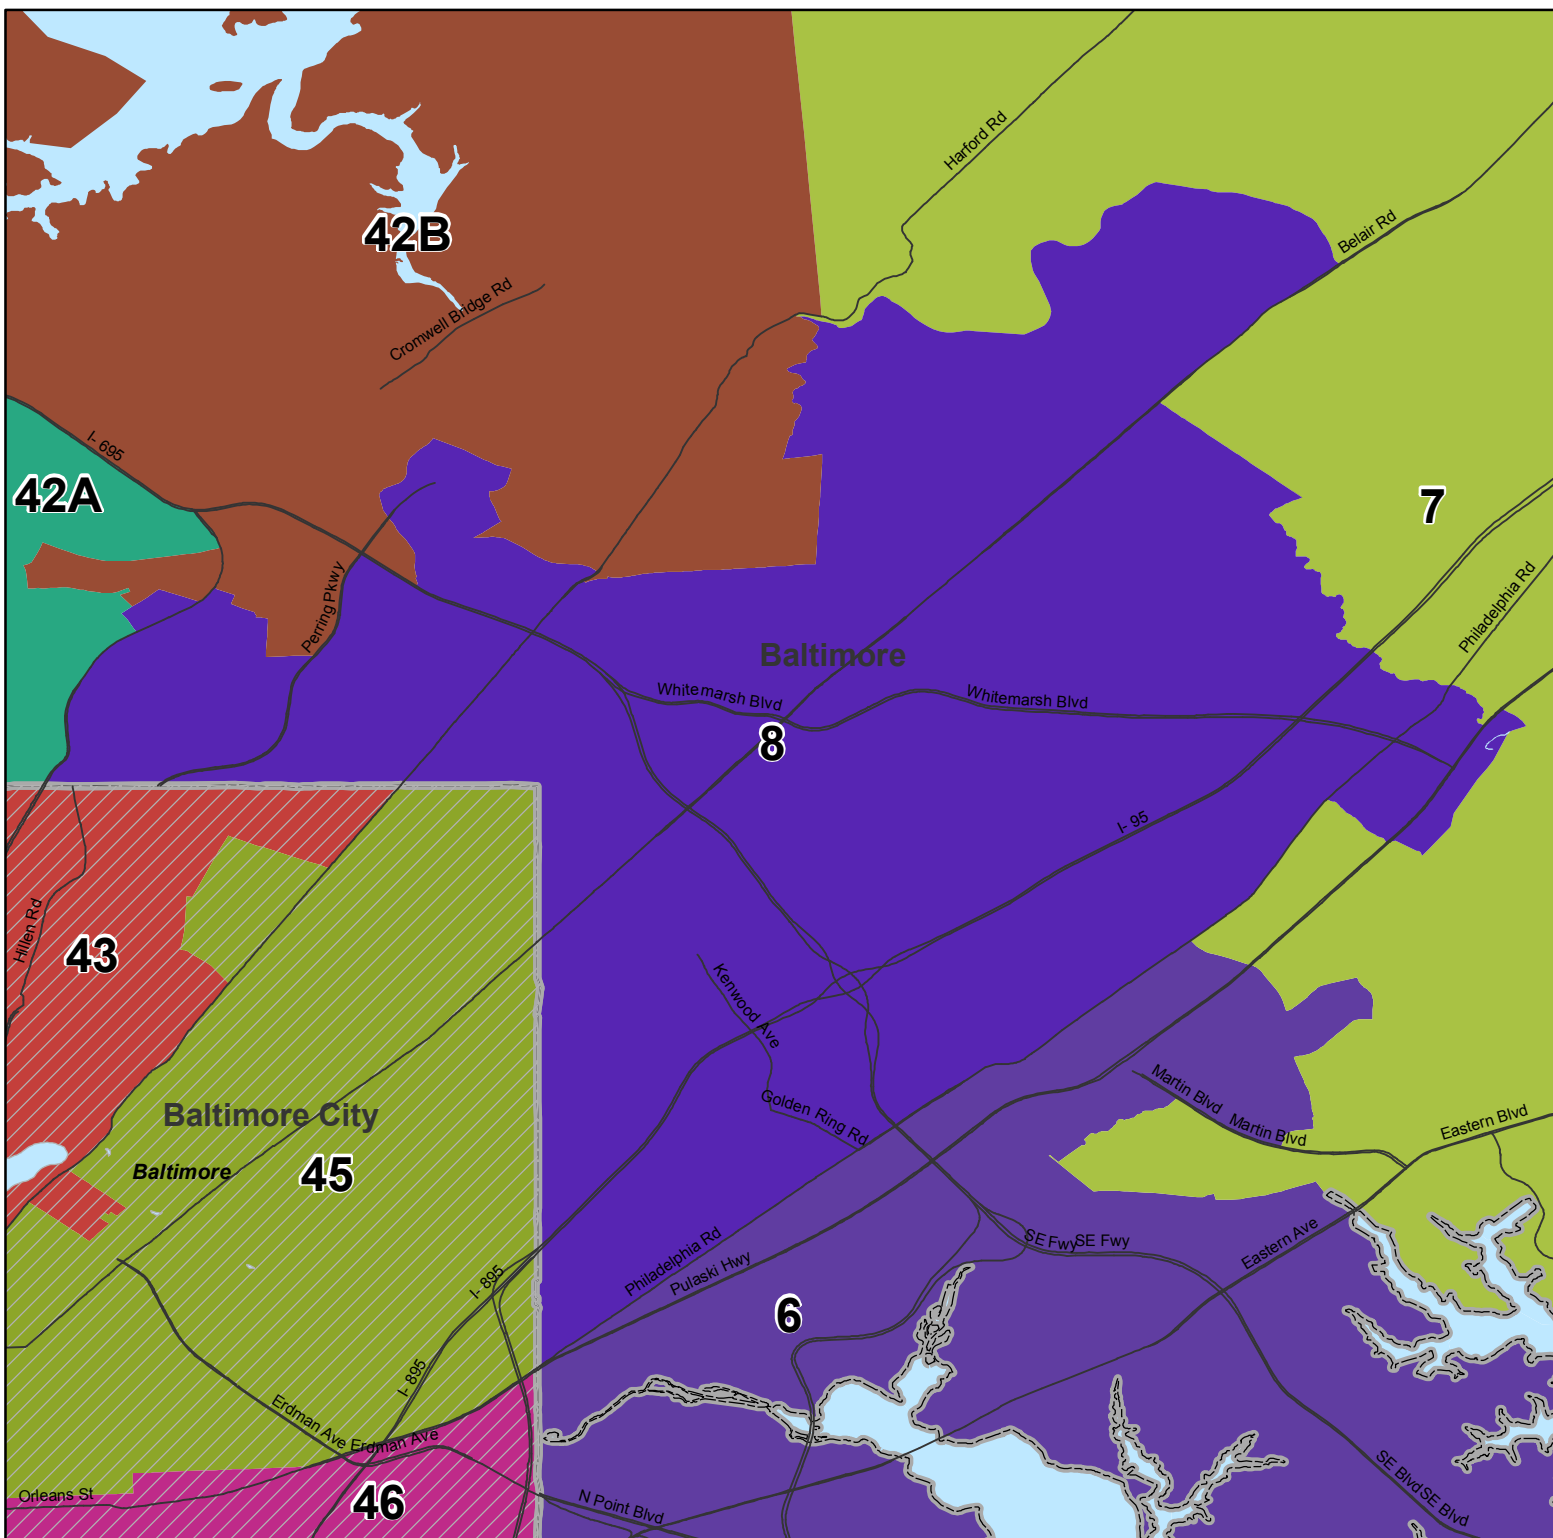 Harford Rd
Belair Rd
42B
Cromwell Bridge Rd
I- 695
42A
7
Perring Pkwy
Philadelphia Rd
Baltimore
Whitemarsh Blvd
Whitemarsh Blvd
8
I- 95
Hillen Rd
43
Kenwood Ave
Golden Ring Rd
Martin Blvd
Martin Blvd
Eastern Blvd
Baltimore City
Baltimore
45
Philadelphia Rd
Pulaski Hwy
SE Fwy
SE Fwy
Eastern Ave
I- 895
6
I- 895
Erdman Ave
Erdman Ave
Orleans St
46
N Point Blvd
SE Blvd
SE Blvd